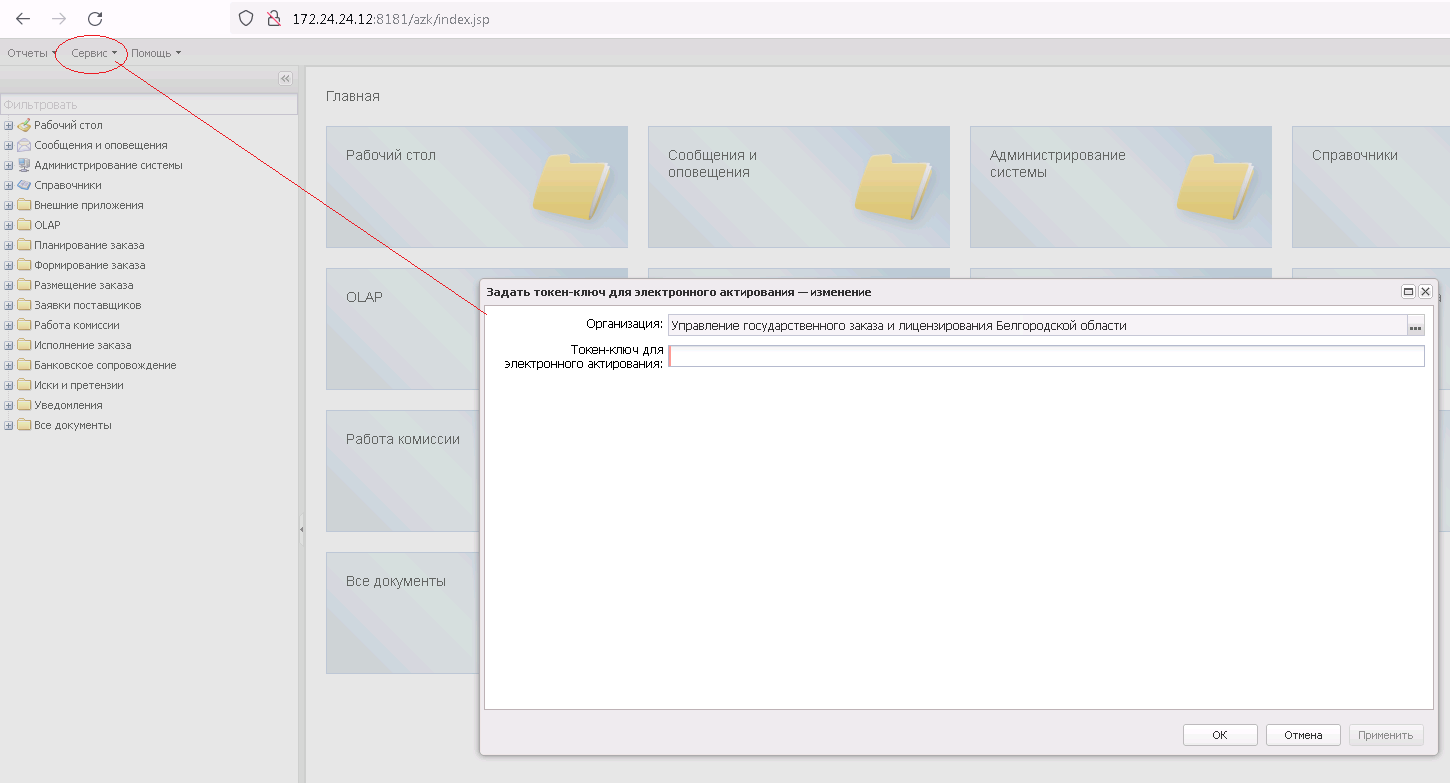 172.24.24.12:8181/azk/index.jsp
Отчеты
Сервис
Помощь
Фильтровать
Рабочий стол
Сообщения и оповещения
Администрирование системы
Справочники
Внешние приложения
OLAP
Планирование заказа
Формирование заказа
Размещение заказа
Заявки поставщиков
Работа комиссии
Исполнение заказа
Банковское сопровождение
Иски и претензии
Уведомления
Все документы
Главная
Рабочий стол
Сообщения и
оповещения
Администрирование
системы
Справочники
OLAP
Работа комиссии
Все документы
Задать токен-ключ для электронного актирования — изменение
Организация:
Управление государственного заказа и лицензирования Белгородской области
...
Токен-ключ для
электронного актирования:
ОК
Отмена
Применить